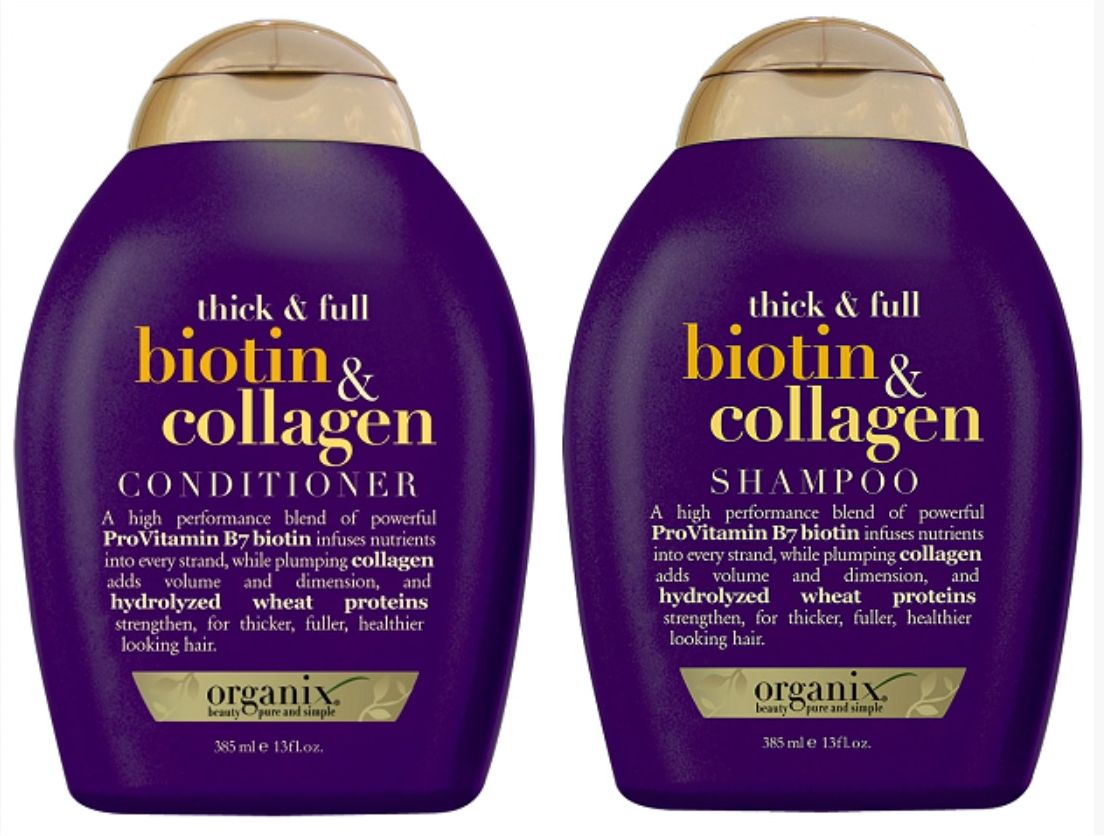 thick & full
biotin &
collagen
CONDITIONER
A high performance blend of powerful
ProVitamin B7 biotin infuses nutrients
into every strand, while plumping collagen
adds volume and dimension, and
hydrolyzed wheat proteins
strengthen, for thicker, fuller, healthier
looking hair.
organix®
beauty pure and simple
385 ml e 13fl.oz.
thick & full
biotin &
collagen
SHAMPOO
A high performance blend of powerful
ProVitamin B7 biotin infuses nutrients
into every strand, while plumping collagen
adds volume and dimension, and
hydrolyzed wheat proteins
strengthen, for thicker, fuller, healthier
looking hair.
organix®
beauty pure and simple
385 ml e 13fl.oz.